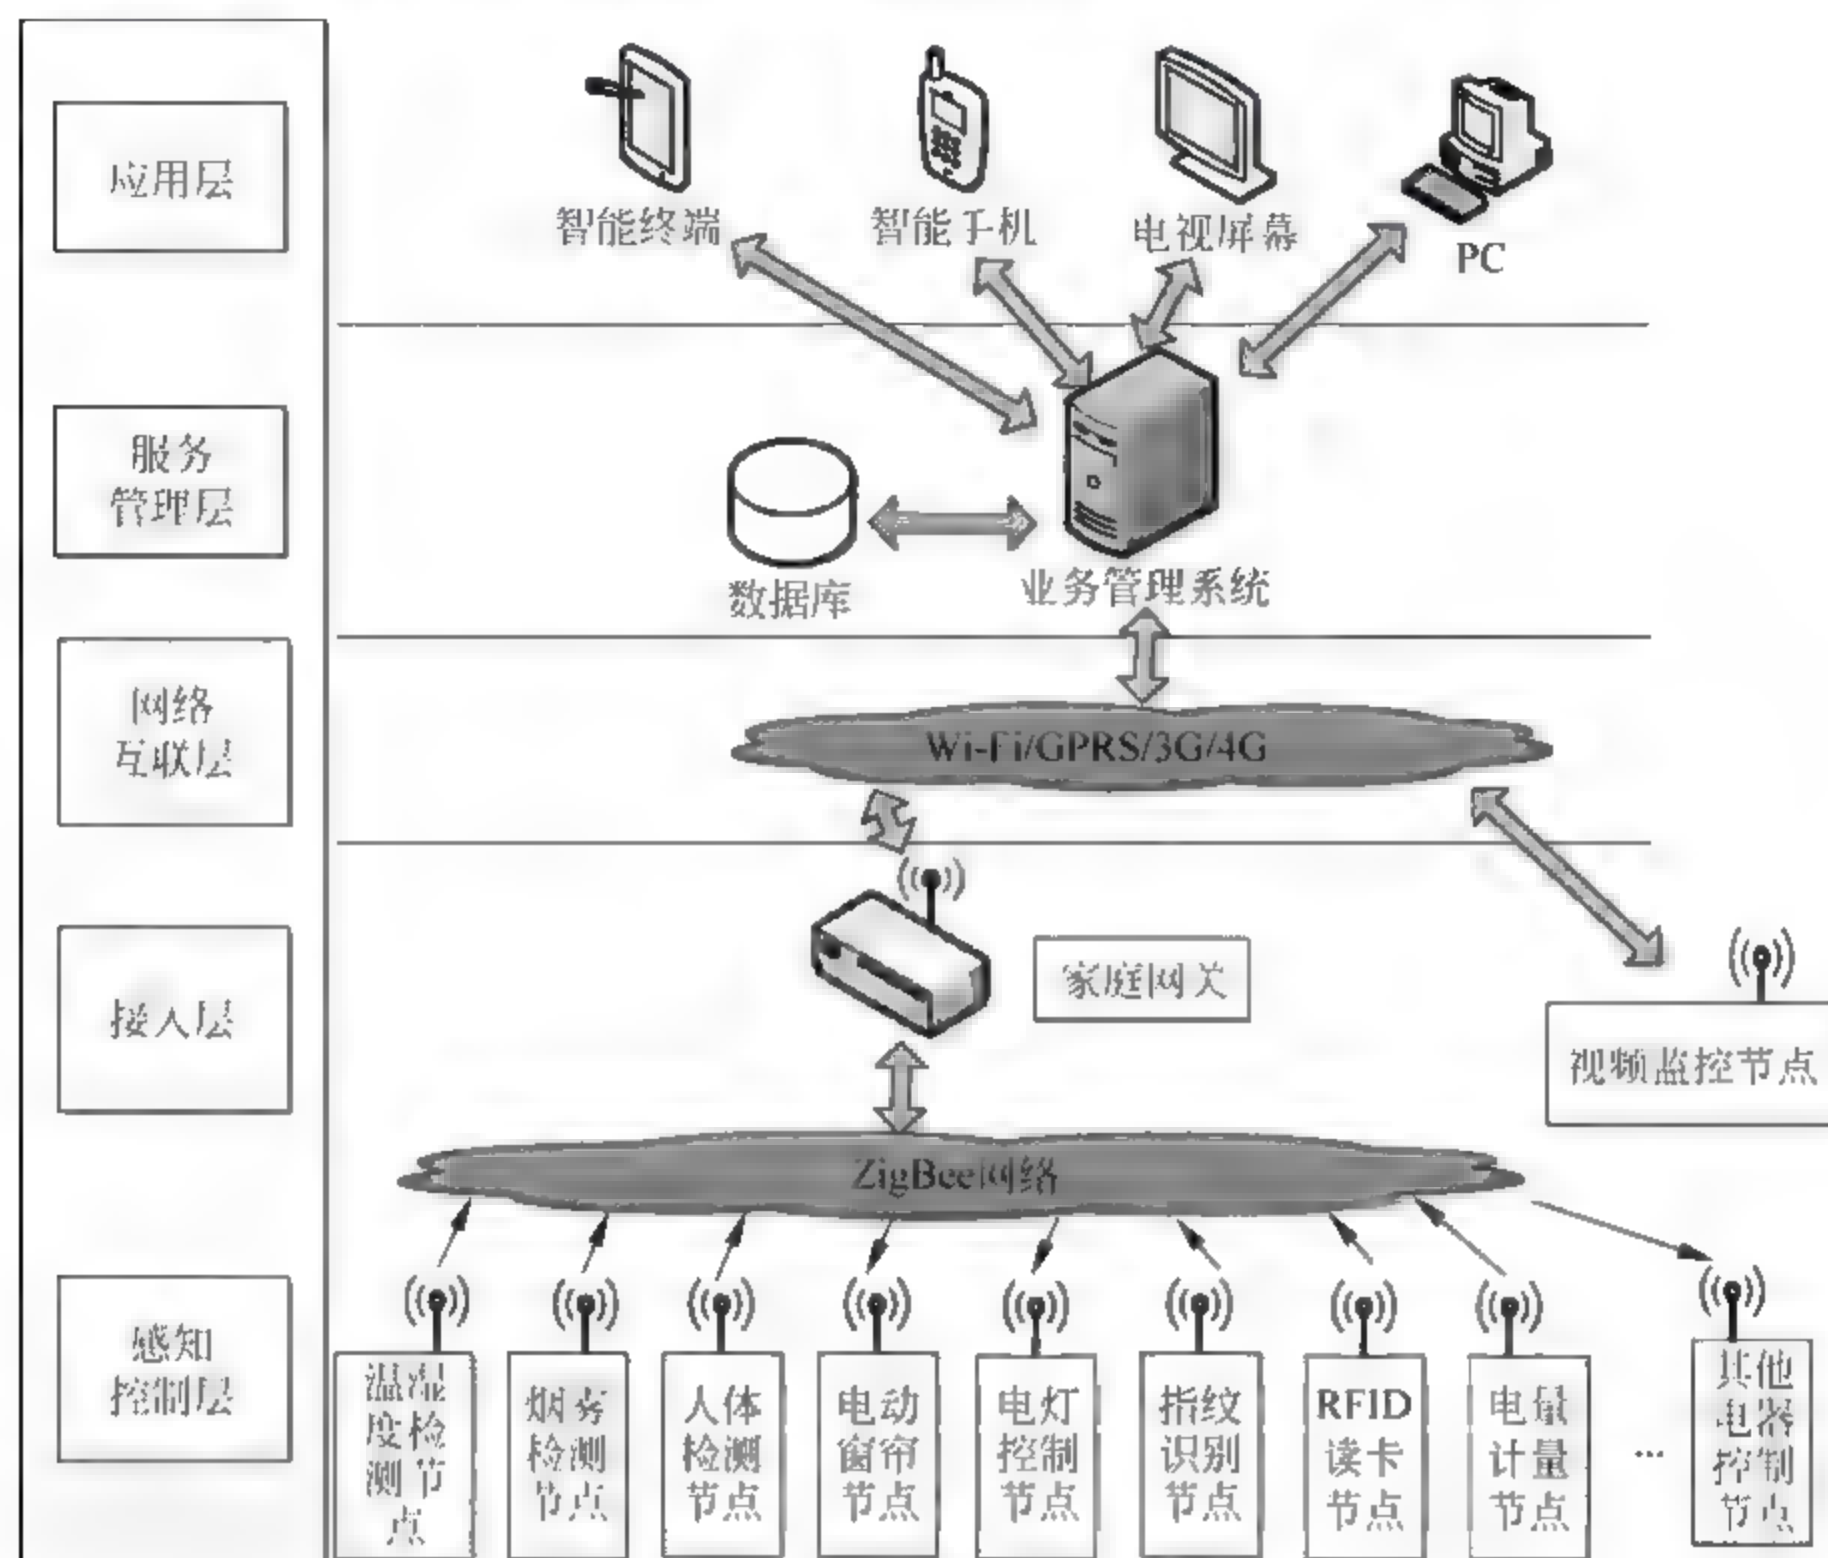 应用层
智能终端
智能手机
电视屏幕
PC
服务
管理层
数据库
业务管理系统
网络
互联层
Wi-Fi/GPRS/3G/4G
接入层
家庭网关
视频监控节点
ZigBee网络
感知
控制层
温湿
度检
测节
点
烟雾
检测
节点
人体
检测
节点
电动
窗帘
节点
电灯
控制
节点
指纹
识别
节点
RFID
读卡
节点
电量
计量
节点
...
其他
电器
控制
节点